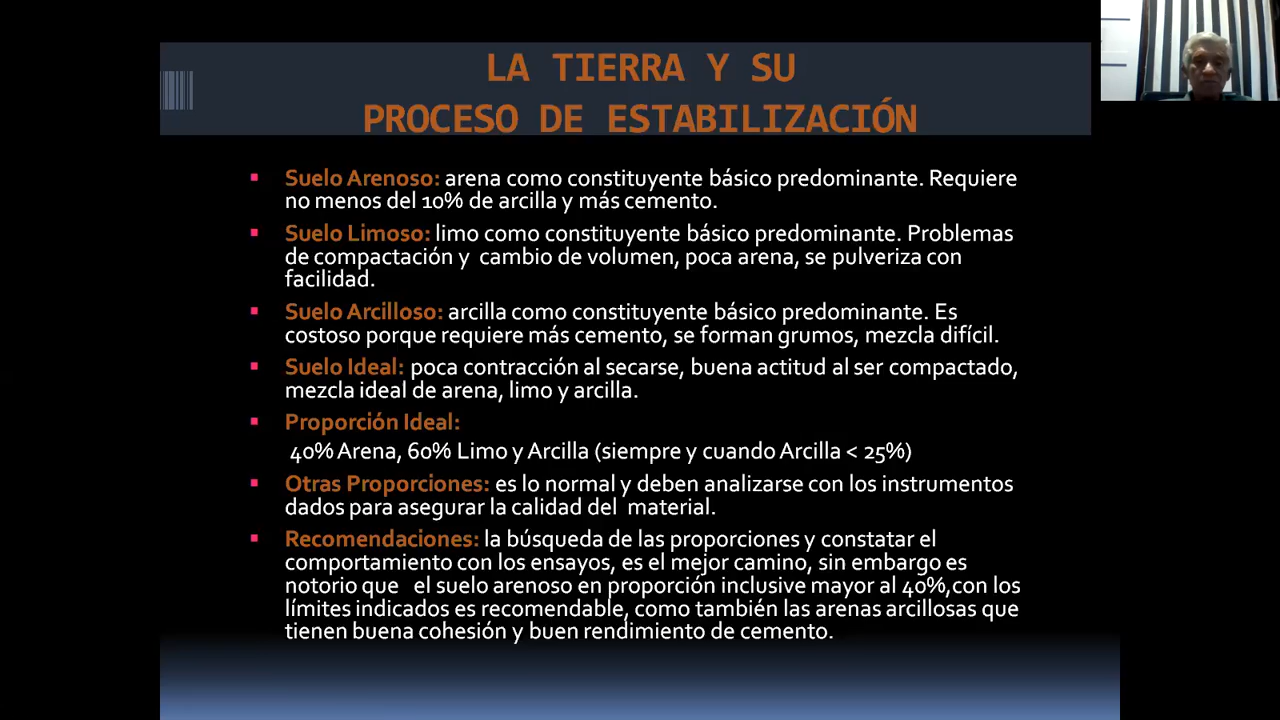 LA TIERRA Y SU
PROCESO DE ESTABILIZACIÓN
Suelo Arenoso: arena como constituyente básico predominante. Requiere
no menos del 10% de arcilla y más cemento.
Suelo Limoso: limo como constituyente básico predominante. Problemas
de compactación y cambio de volumen, poca arena, se pulveriza con
facilidad.
Suelo Arcilloso: arcilla como constituyente básico predominante. Es
costoso porque requiere más cemento, se forman grumos, mezcla difícil.
Suelo Ideal: poca contracción al secarse, buena actitud al ser compactado,
mezcla ideal de arena, limo y arcilla.
Proporción Ideal:
40% Arena, 60% Limo y Arcilla (siempre y cuando Arcilla < 25%)
Otras Proporciones: es lo normal y deben analizarse con los instrumentos
dados para asegurar la calidad del material.
Recomendaciones: la búsqueda de las proporciones y constatar el
comportamiento con los ensayos, es el mejor camino, sin embargo es
notorio que el suelo arenoso en proporción inclusive mayor al 40%,con los
límites indicados es recomendable, como también las arenas arcillosas que
tienen buena cohesión y buen rendimiento de cemento.